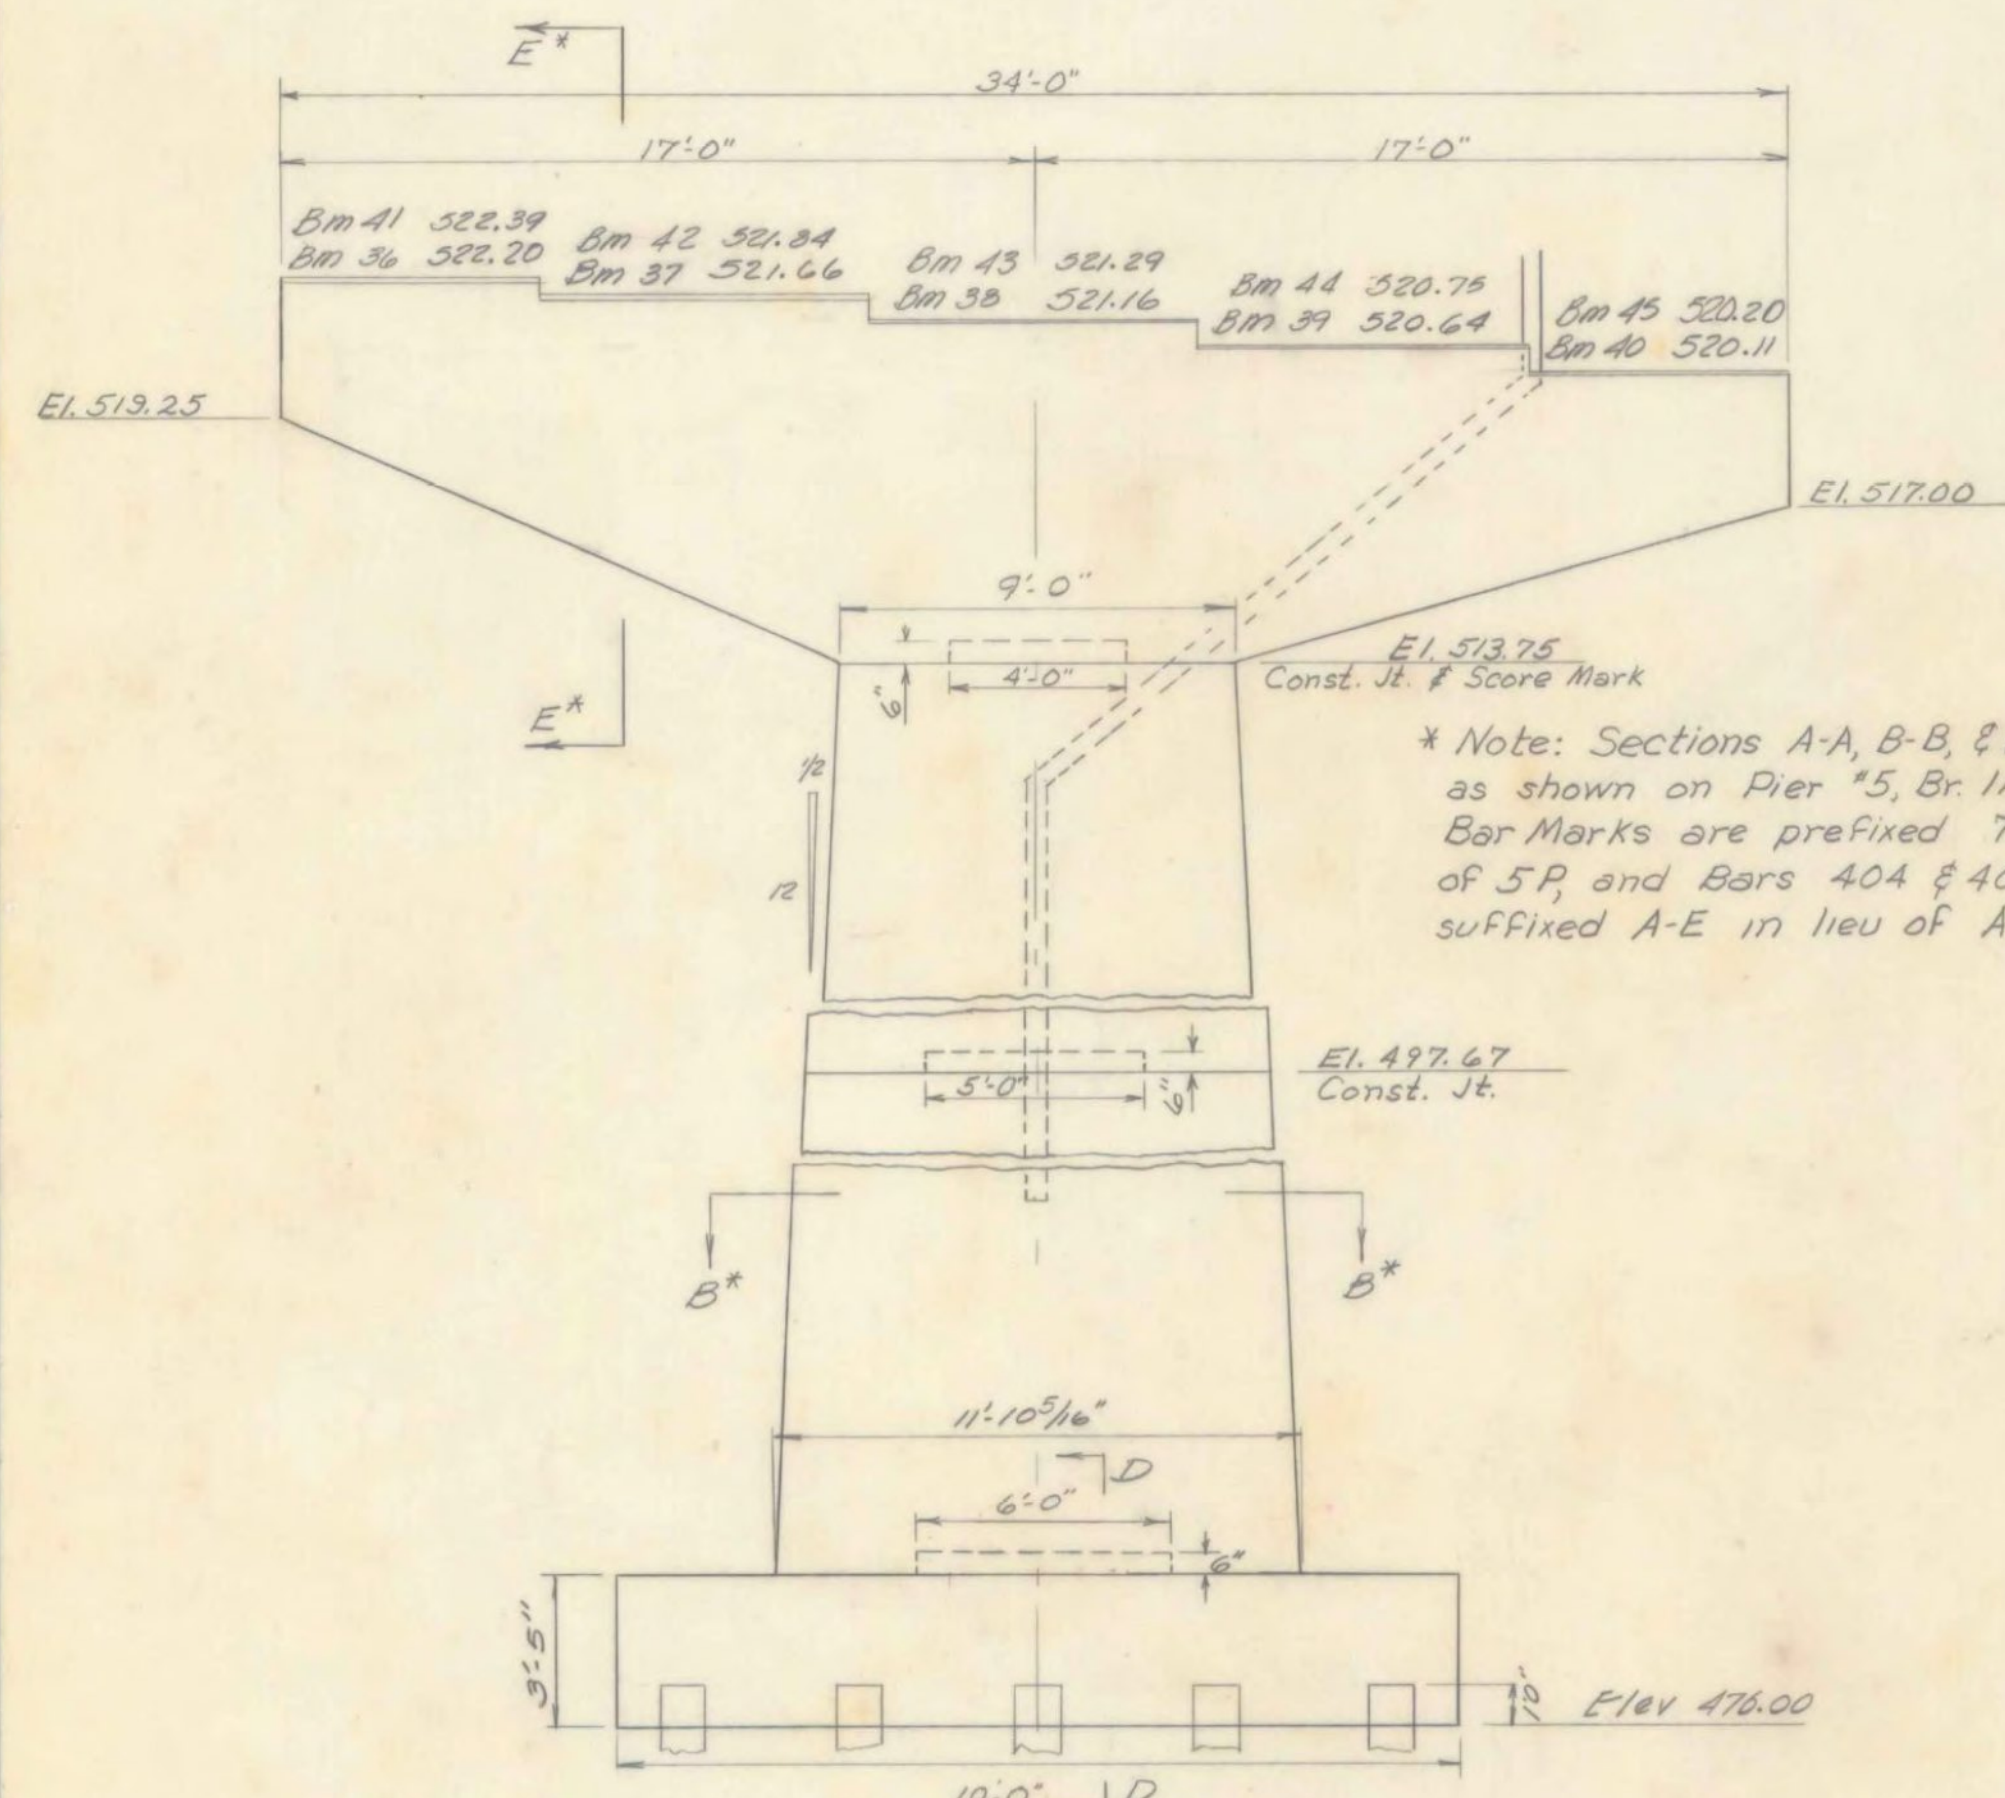 E*
34'-0"
17'-0" 17'-0"
Bm 41 522.39
Bm 36 522.20
Bm 42 521.84
Bm 37 521.66
Bm 43 521.29
Bm 38 521.16
Bm 44 520.75
Bm 39 520.64
Bm 45 520.20
Bm 40 520.11
El. 519.25
El. 517.00
9'-0"
El. 513.75
Const. Jt. & Score Mark
4'-0"
6"
E*
* Note: Sections A-A, B-B, &
as shown on Pier #5, Br.
Bar Marks are prefixed 7
of 5P, and Bars 404 & 40
suffixed A-E in lieu of A
1/2
12
El. 497.67
Const. Jt.
5'-0"
6"
B* B*
11'-10 5/16"
D
6'-0"
6"
3'-5"
1'0"
Elev 476.00
D